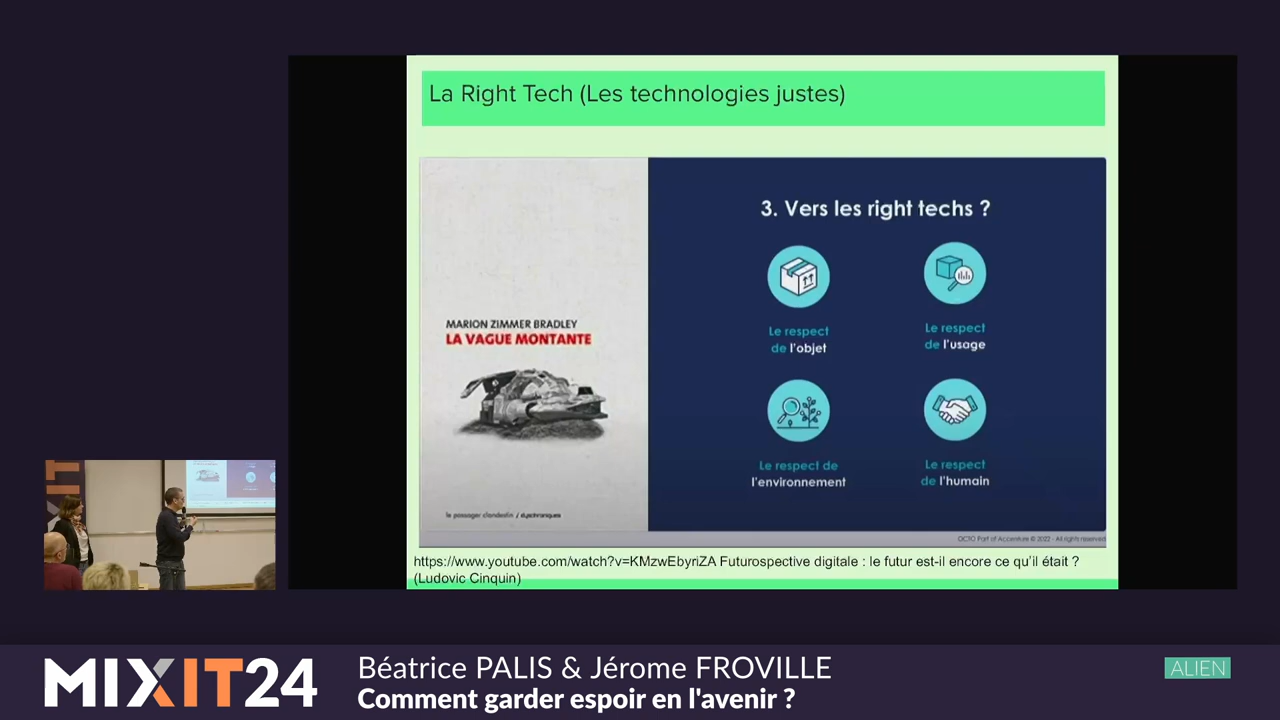 La Right Tech (Les technologies justes)
MARION ZIMMER BRADLEY
LA VAGUE MONTANTE
le passager clandestin / dyschroniques
3. Vers les right techs ?
Le respect
de l'objet
Le respect
de l'usage
Le respect de
l'environnement
Le respect
de l'humain
OCTO Part of Accenture © 2022 - All rights reserved
https://www.youtube.com/watch?v=KMzwEbyriZA Futurospective digitale : le futur est-il encore ce qu'il était ?
(Ludovic Cinquin)
XIT
MIXIT24
Béatrice PALIS & Jérome FROVILLE
Comment garder espoir en l'avenir ?
ALIEN